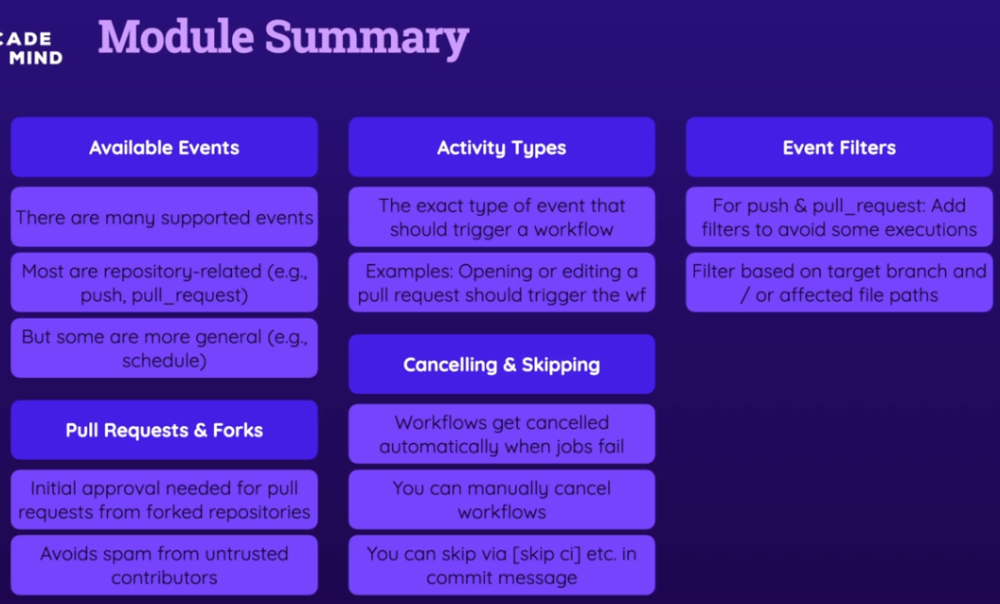 CADE
MIND
Module Summary
Available Events
There are many supported events
Most are repository-related (e.g.,
push, pull_request)
But some are more general (e.g.,
schedule)
Pull Requests & Forks
Initial approval needed for pull
requests from forked repositories
Avoids spam from untrusted
contributors
Activity Types
The exact type of event that
should trigger a workflow
Examples: Opening or editing a
pull request should trigger the wf
Cancelling & Skipping
Workflows get cancelled
automatically when jobs fail
You can manually cancel
workflows
You can skip via [skip ci] etc. in
commit message
Event Filters
For push & pull_request: Add
filters to avoid some executions
Filter based on target branch and
/ or affected file paths